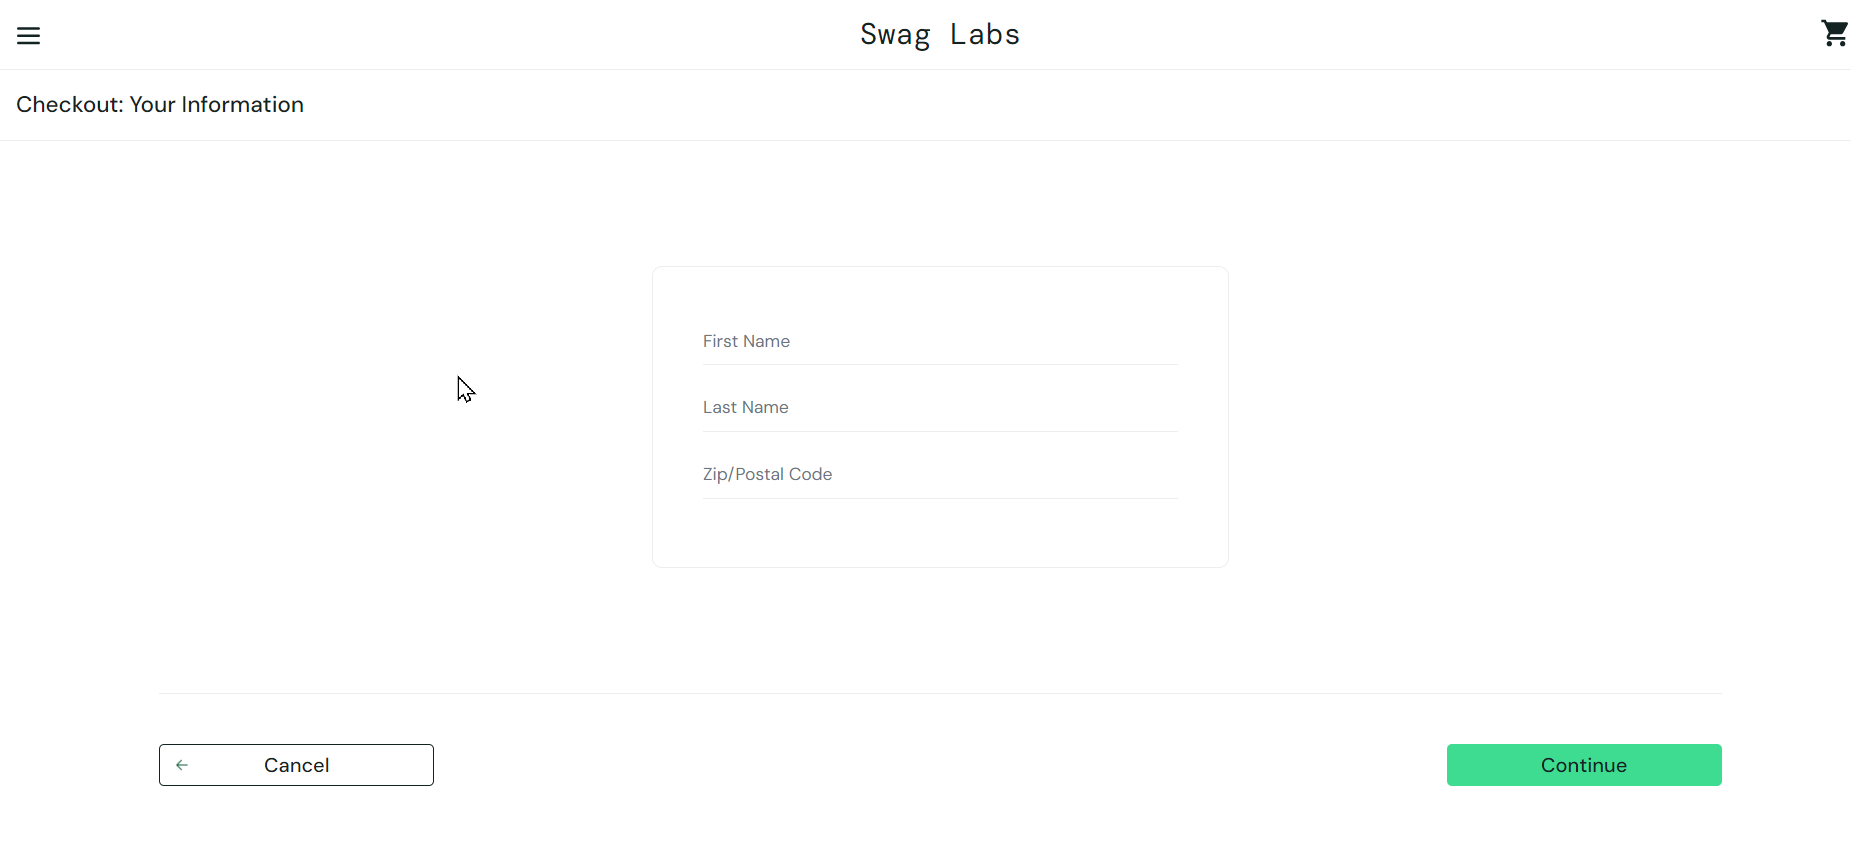 Swag Labs
Checkout: Your Information
First Name
Last Name
Zip/Postal Code
Cancel
Continue